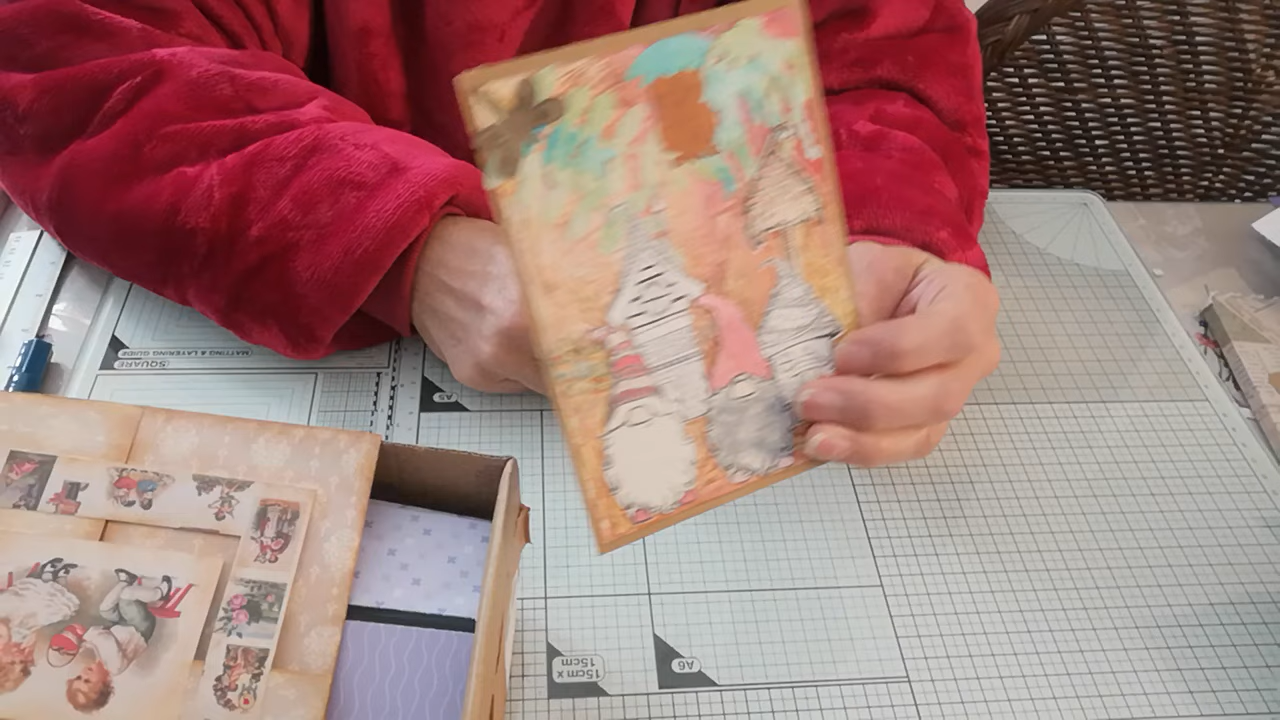 MATTING & LAYERING GUIDE
SQUARE
A5
15cm x
15cm
A6